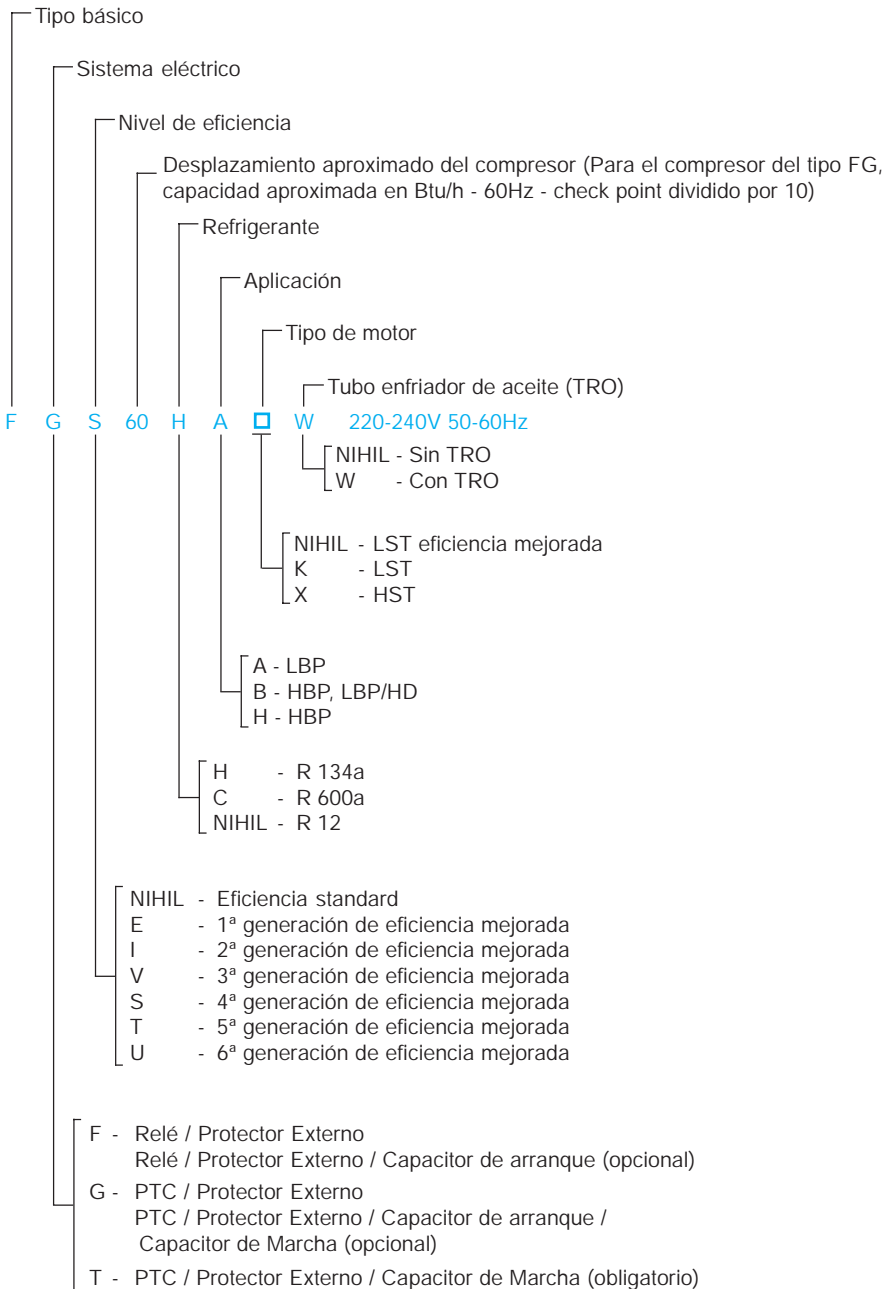 Tipo básico
Sistema eléctrico
Nivel de eficiencia
Desplazamiento aproximado del compresor (Para el compresor del tipo FG,
capacidad aproximada en Btu/h - 60Hz - check point dividido por 10)
Refrigerante
Aplicación
Tipo de motor
Tubo enfriador de aceite (TRO)
F G S 60 H A W 220-240V 50-60Hz
NIHIL - Sin TRO
W - Con TRO
NIHIL - LST eficiencia mejorada
K - LST
X - HST
A - LBP
B - HBP, LBP/HD
H - HBP
H - R 134a
C - R 600a
NIHIL - R 12
NIHIL - Eficiencia standard
E - 1ª generación de eficiencia mejorada
I - 2ª generación de eficiencia mejorada
V - 3ª generación de eficiencia mejorada
S - 4ª generación de eficiencia mejorada
T - 5ª generación de eficiencia mejorada
U - 6ª generación de eficiencia mejorada
F - Relé / Protector Externo
Relé / Protector Externo / Capacitor de arranque (opcional)
G - PTC / Protector Externo
PTC / Protector Externo / Capacitor de arranque /
Capacitor de Marcha (opcional)
T - PTC / Protector Externo / Capacitor de Marcha (obligatorio)